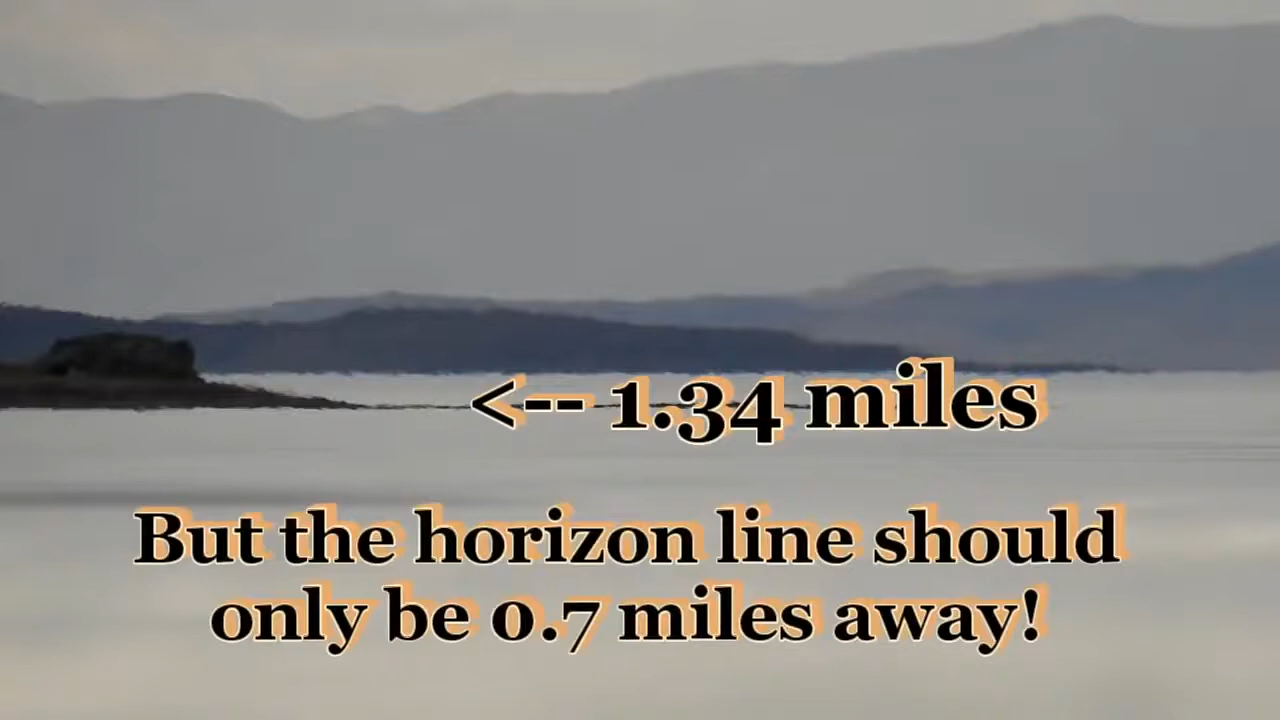 <-- 1.34 miles
But the horizon line should
only be 0.7 miles away!